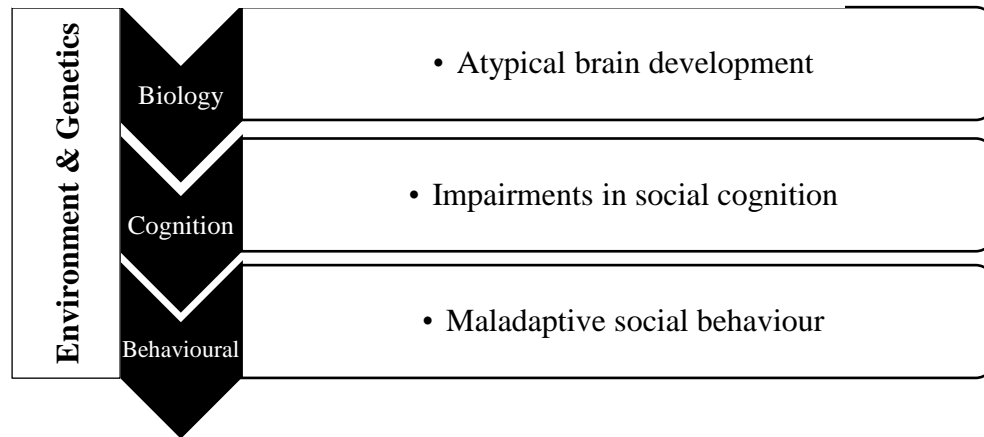 Environment & Genetics
Biology
• Atypical brain development
Cognition
• Impairments in social cognition
Behavioural
• Maladaptive social behaviour